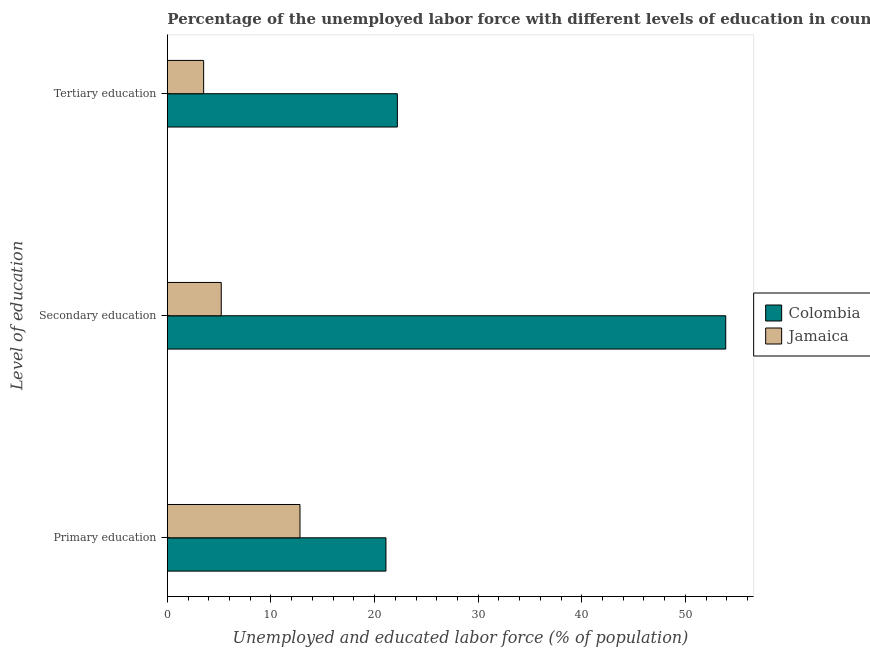 Percentage of the unemployed labor force with different levels of education in coun
Tertiary education
Secondary education
Primary education
Level of education
0
10
20
30
40
50
Unemployed and educated labor force (% of population)
Colombia
Jamaica